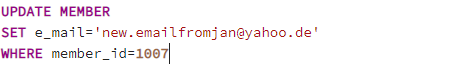 UPDATE MEMBER
SET e_mail='new.emailfromjan@yahoo.de'
WHERE member_id=1007